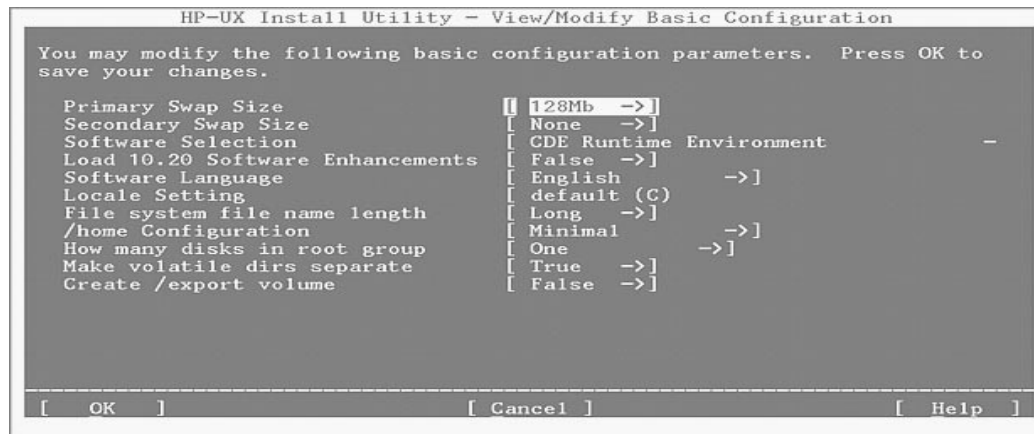 HP-UX Install Utility - View/Modify Basic Configuration
You may modify the following basic configuration parameters. Press OK to
save your changes.
Primary Swap Size [ 128Mb ->]
Secondary Swap Size [ None ->]
Software Selection [ CDE Runtime Environment -
Load 10.20 Software Enhancements [ False ->]
Software Language [ English ->]
Locale Setting [ default (C)
File system file name length [ Long ->]
/home Configuration [ Minimal ->]
How many disks in root group [ One ->]
Make volatile dirs separate [ True ->]
Create /export volume [ False ->]
[ OK ] [ Cancel ] [ Help ]